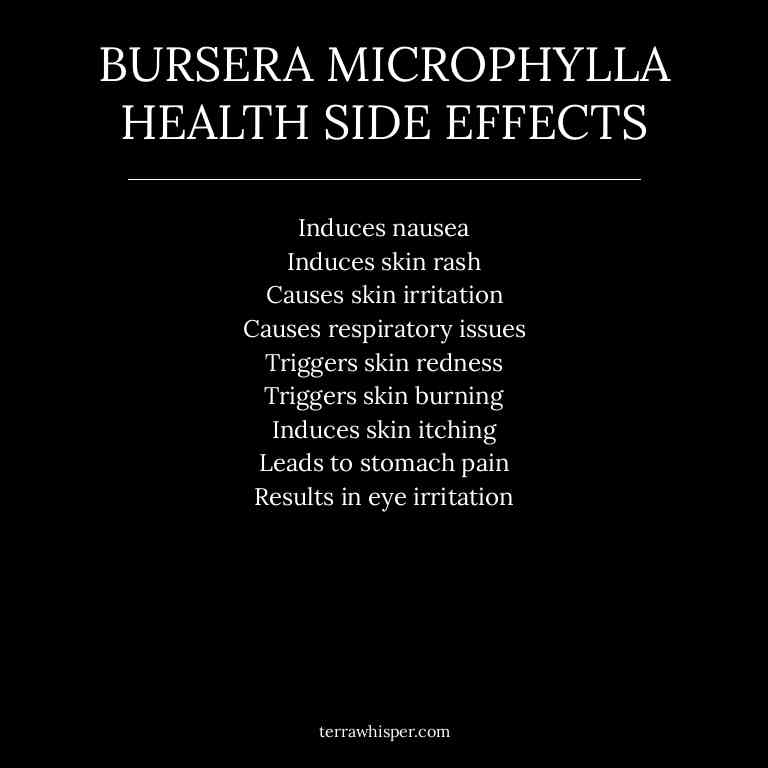 BURSERA MICROPHYLLA
HEALTH SIDE EFFECTS
Induces nausea
Induces skin rash
Causes skin irritation
Causes respiratory issues
Triggers skin redness
Triggers skin burning
Induces skin itching
Leads to stomach pain
Results in eye irritation
terrawhisper.com